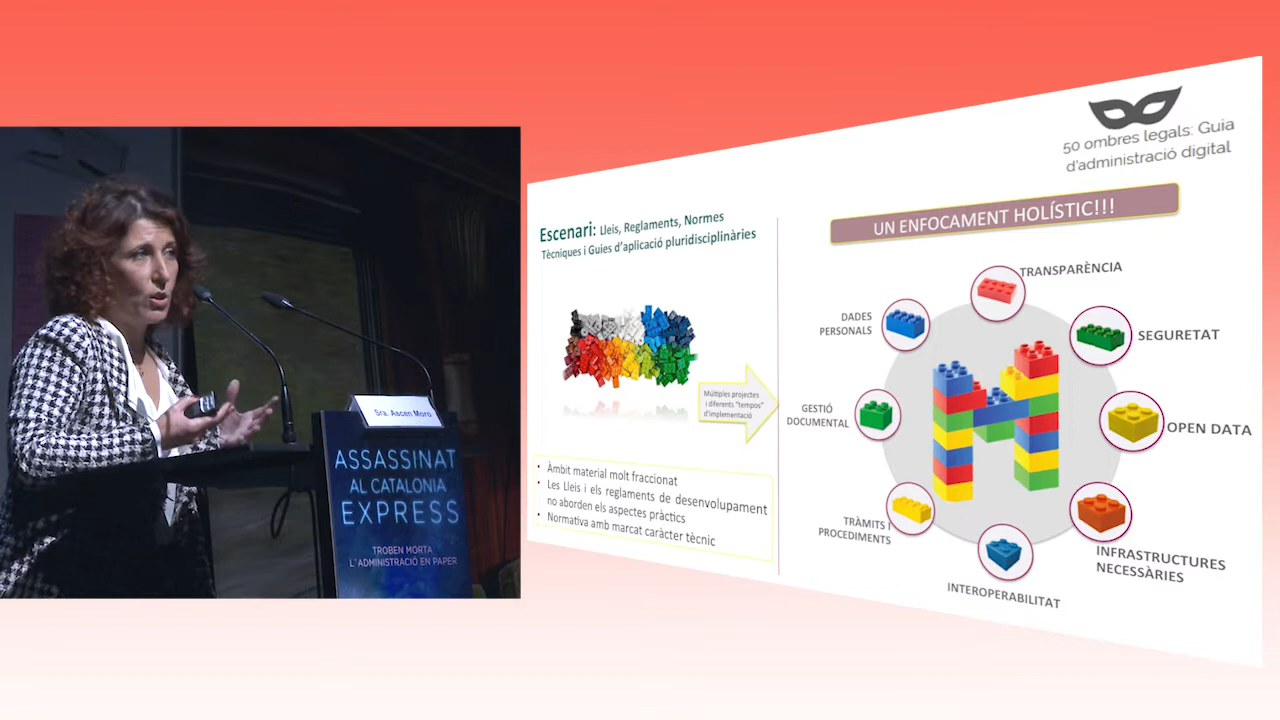 Sra. Ascen Moro
ASSASSINAT
AL CATALONIA
EXPRESS
TROBEN MORTA
L'ADMINISTRACIÓ EN PAPER
50 ombres legals: Guia
d'administració digital
Escenari: Lleis, Reglaments, Normes
Tècniques i Guies d'aplicació pluridisciplinàries
Múltiples projectes
i diferents "tempos"
d'implementació
• Àmbit material molt fraccionat
• Les Lleis i els reglaments de desenvolupament
no aborden els aspectes pràctics
• Normativa amb marcat caràcter tècnic
UN ENFOCAMENT HOLÍSTIC!!!
TRANSPARÈNCIA
DADES
PERSONALS
SEGURETAT
GESTIÓ
DOCUMENTAL
OPEN DATA
TRÀMITS I
PROCEDIMENTS
INFRASTRUCTURES
NECESSÀRIES
INTEROPERABILITAT